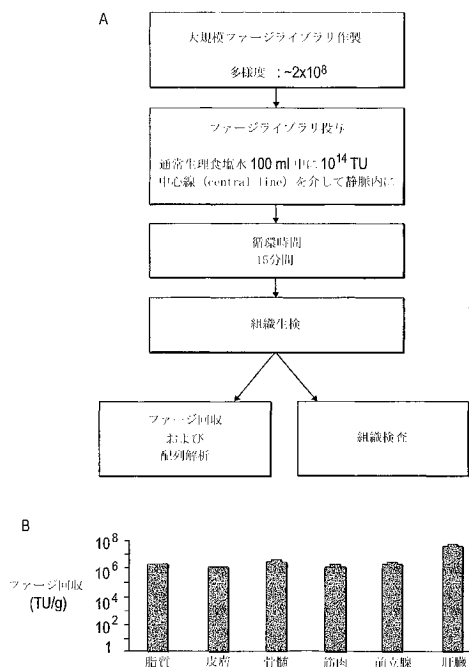 A
大規模ファージライブラリ作製
多様度 : ~2x10⁸
ファージライブラリ投与
通常生理食塩水 100 ml 中に 10¹⁴ TU
中心線 (central line) を介して静脈内に
循環時間
15分間
組織生検
ファージ回収
および
配列解析
組織検査
B
ファージ回収
(TU/g)
10⁸
10⁶
10⁴
10²
1
脂質
皮膚
骨髄
筋肉
前立腺
肝臓